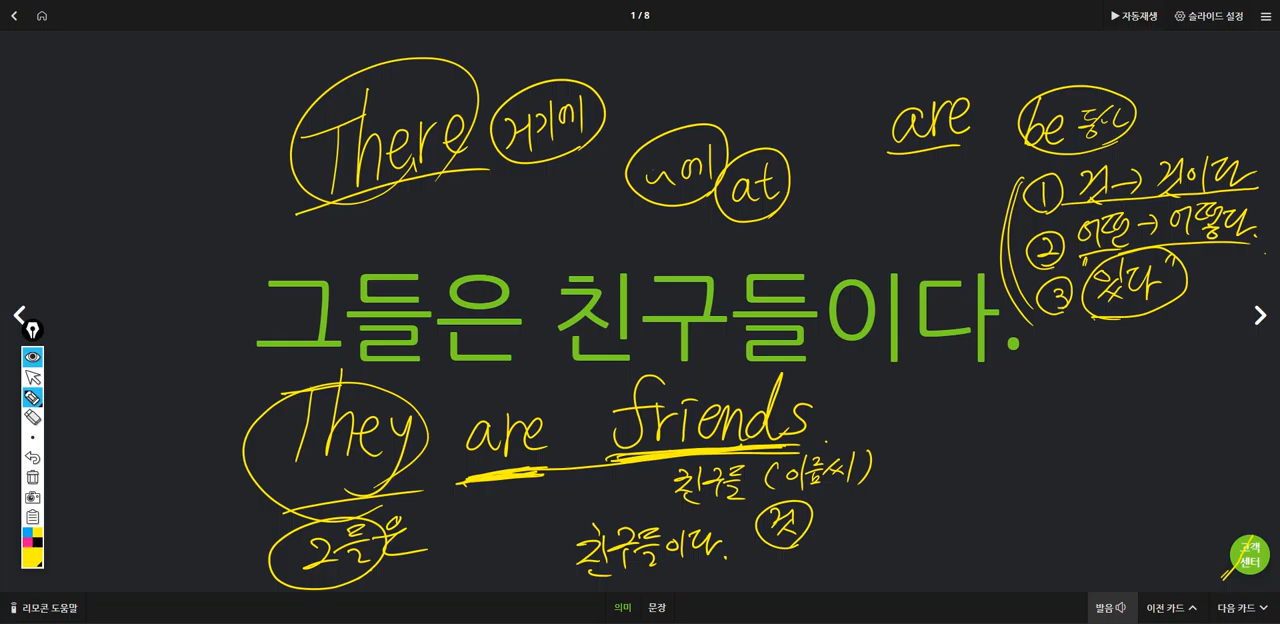 1 / 8
자동재생
슬라이드 설정
There 거기에
~에 at
are be 동사
① 것 → 것이다
② 어떤 → 어떻다.
③ "있다"
그들은 친구들이다.
They are friends.
친구들 (이름씨)
그들은 친구들이다. 것
고객
센터
리모콘 도움말
의미
문장
발음
이전 카드
다음 카드